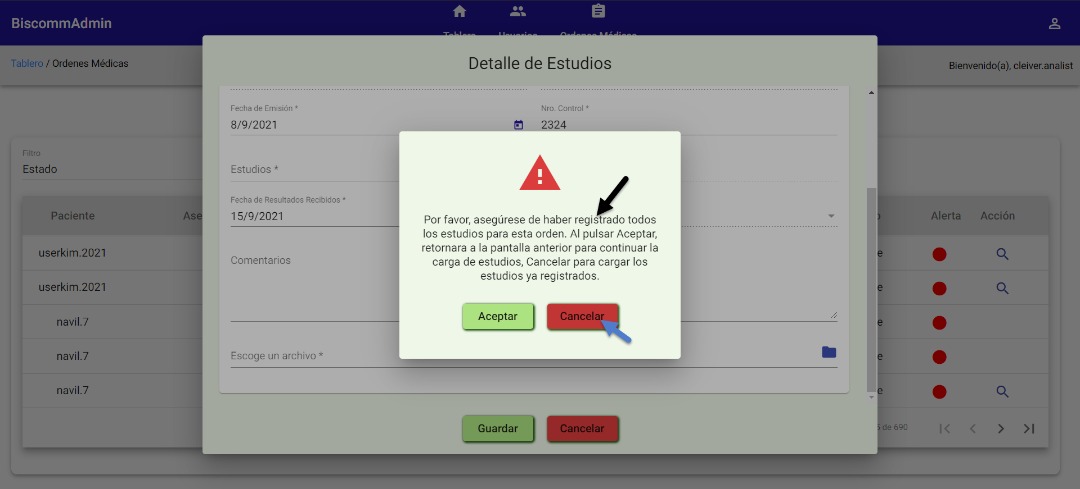 BiscommAdmin
Tablero Usuarios Ordenes Médicas
Tablero / Ordenes Médicas
Bienvenido(a), cleiver.analist
Detalle de Estudios
Fecha de Emisión *
8/9/2021
Nro. Control *
2324
Filtro
Estado
Estudios *
Fecha de Resultados Recibidos *
15/9/2021
Comentarios
Escoge un archivo *
Por favor, asegúrese de haber registrado todos
los estudios para esta orden. Al pulsar Aceptar,
retornara a la pantalla anterior para continuar la
carga de estudios, Cancelar para cargar los
estudios ya registrados.
Aceptar Cancelar
Guardar Cancelar
Paciente Ase Alerta Acción
userkim.2021
userkim.2021
navil.7
navil.7
navil.7
de 690